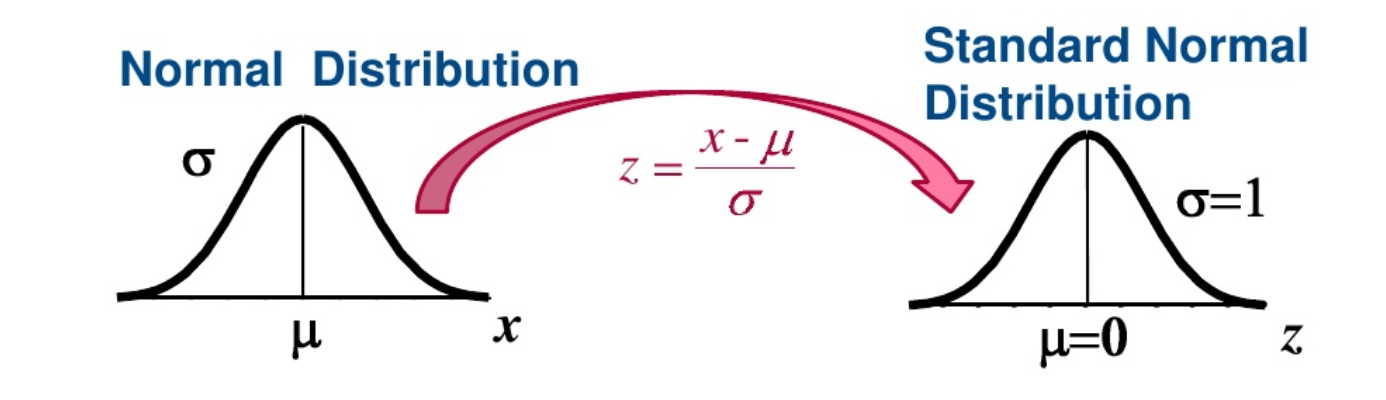 Normal Distribution
σ
μ
x
z = x - μ / σ
Standard Normal
Distribution
σ=1
μ=0
z